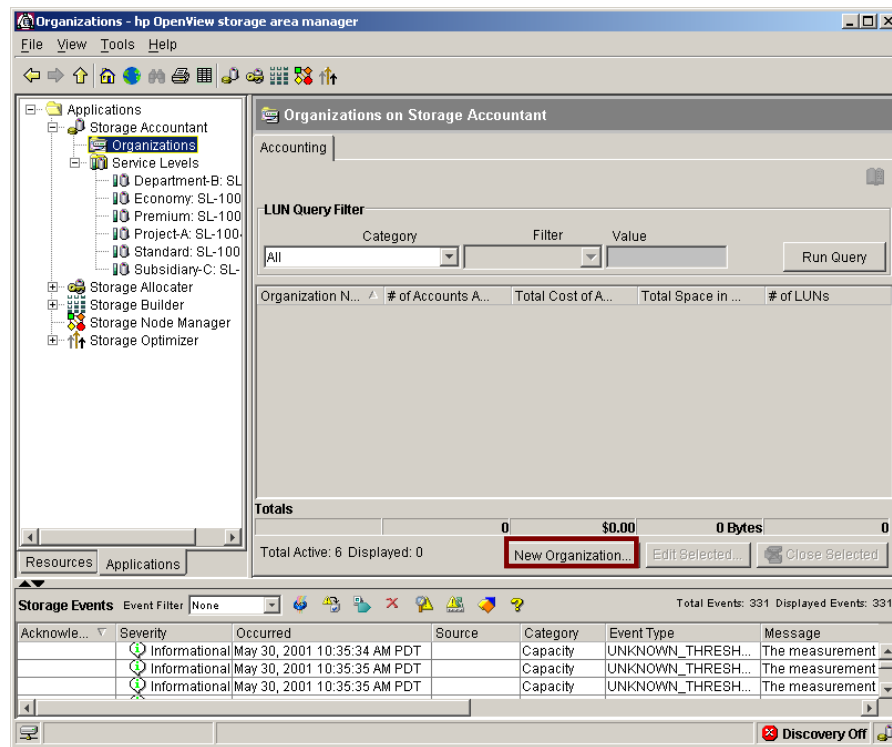 Organizations - hp OpenView storage area manager
File View Tools Help
Applications
Storage Accountant
Organizations
Service Levels
Department-B: SL
Economy: SL-100
Premium: SL-100
Project-A: SL-100
Standard: SL-100
Subsidiary-C: SL-
Storage Allocater
Storage Builder
Storage Node Manager
Storage Optimizer
Resources Applications
Organizations on Storage Accountant
Accounting
LUN Query Filter
Category Filter Value
All
Run Query
Organization N... # of Accounts A... Total Cost of A... Total Space in ... # of LUNs
Totals
0 $0.00 0 Bytes 0
Total Active: 6 Displayed: 0
New Organization... Edit Selected... Close Selected
Storage Events Event Filter None Total Events: 331 Displayed Events: 331
Acknowle... Severity Occurred Source Category Event Type Message
Informational May 30, 2001 10:35:34 AM PDT Capacity UNKNOWN_THRESH... The measurement
Informational May 30, 2001 10:35:35 AM PDT Capacity UNKNOWN_THRESH... The measurement
Informational May 30, 2001 10:35:35 AM PDT Capacity UNKNOWN_THRESH... The measurement
Discovery Off